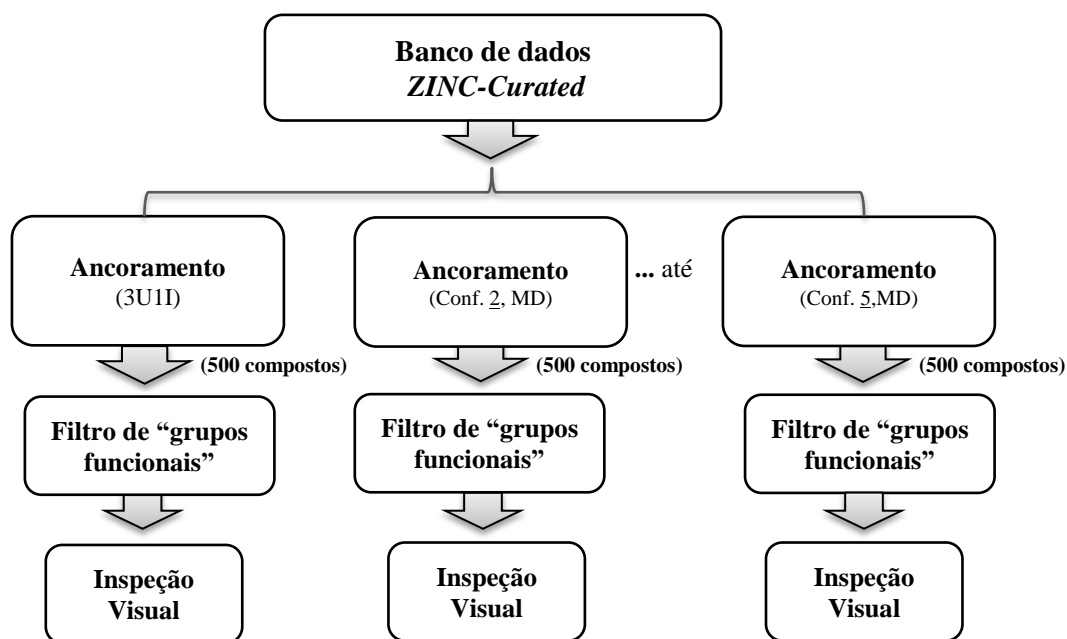 Banco de dados
ZINC-Curated
Ancoramento
(3U1I)
Ancoramento
(Conf. 2, MD)
... até
Ancoramento
(Conf. 5,MD)
(500 compostos)
(500 compostos)
(500 compostos)
Filtro de “grupos
funcionais”
Filtro de “grupos
funcionais”
Filtro de “grupos
funcionais”
Inspeção
Visual
Inspeção
Visual
Inspeção
Visual